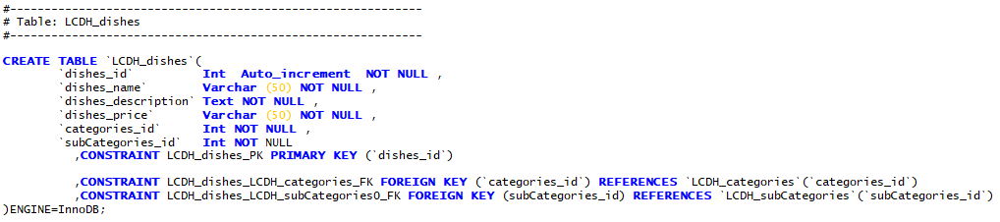 #------------------------------------------------------------
# Table: LCDH_dishes
#------------------------------------------------------------
CREATE TABLE `LCDH_dishes`(
`dishes_id` Int Auto_increment NOT NULL ,
`dishes_name` Varchar (50) NOT NULL ,
`dishes_description` Text NOT NULL ,
`dishes_price` Varchar (50) NOT NULL ,
`categories_id` Int NOT NULL ,
`subCategories_id` Int NOT NULL
,CONSTRAINT LCDH_dishes_PK PRIMARY KEY (`dishes_id`)
,CONSTRAINT LCDH_dishes_LCDH_categories_FK FOREIGN KEY (`categories_id`) REFERENCES `LCDH_categories`(`categories_id`)
,CONSTRAINT LCDH_dishes_LCDH_subCategories0_FK FOREIGN KEY (subCategories_id) REFERENCES `LCDH_subCategories`(`subCategories_id`)
)ENGINE=InnoDB;